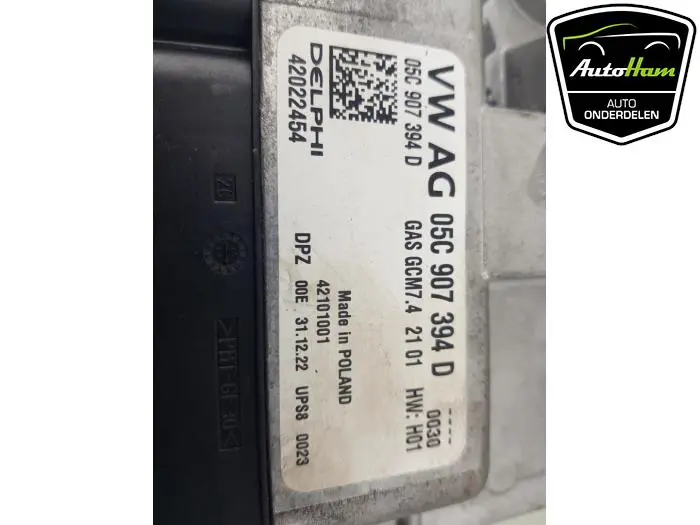 VW AG 05C 907 394 D
----
05C 907 394 D GAS GCM7.4 21 01 0030
HW: H01
DELPHI
42022454
Made in POLAND
42101001
DPZ 00E 31.12.22 UPS8 0023
AutoHam
AUTO
ONDERDELEN